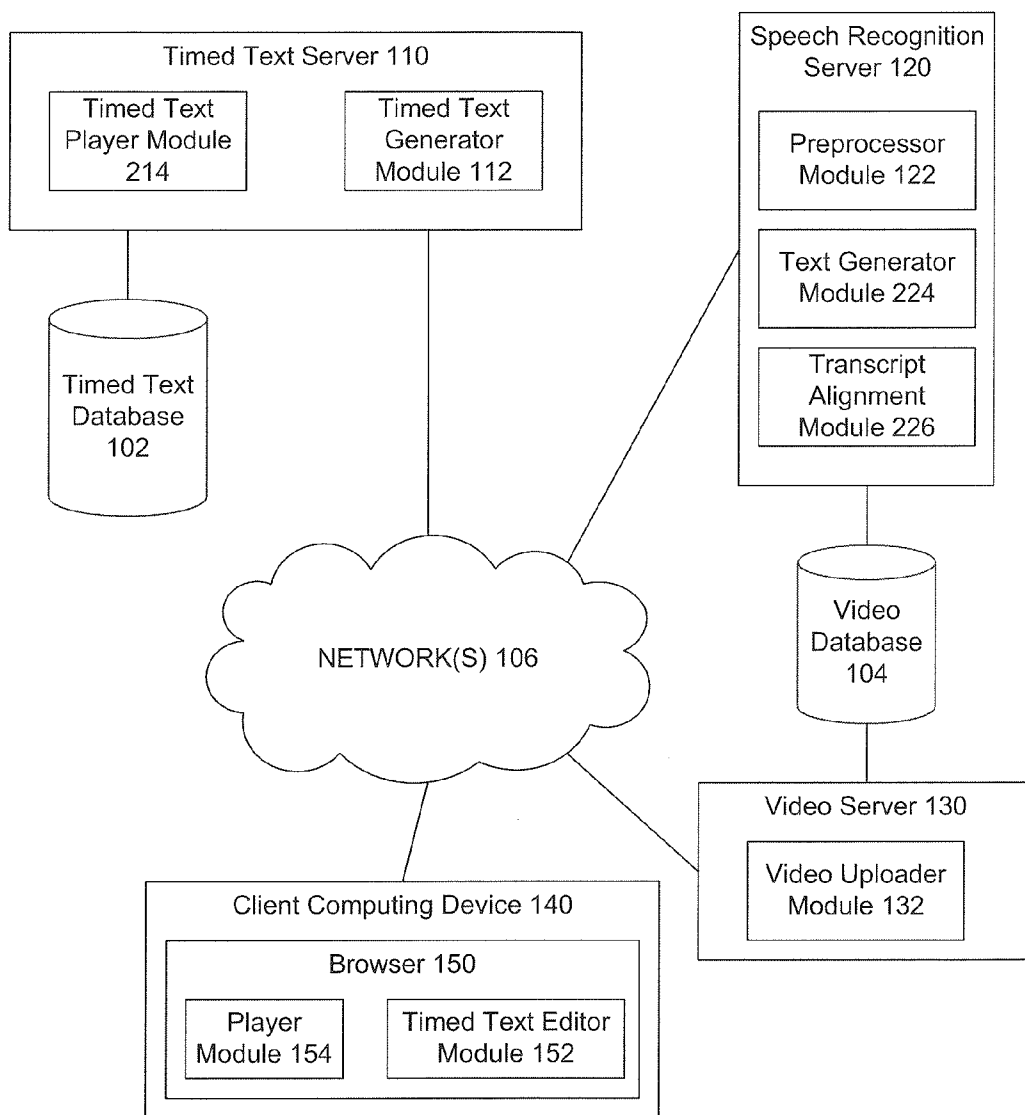 Timed Text Server 110
Timed Text
Player Module
214
Timed Text
Generator
Module 112
Timed Text
Database
102
Speech Recognition
Server 120
Preprocessor
Module 122
Text Generator
Module 224
Transcript
Alignment
Module 226
NETWORK(S) 106
Video
Database
104
Video Server 130
Video Uploader
Module 132
Client Computing Device 140
Browser 150
Player
Module 154
Timed Text Editor
Module 152